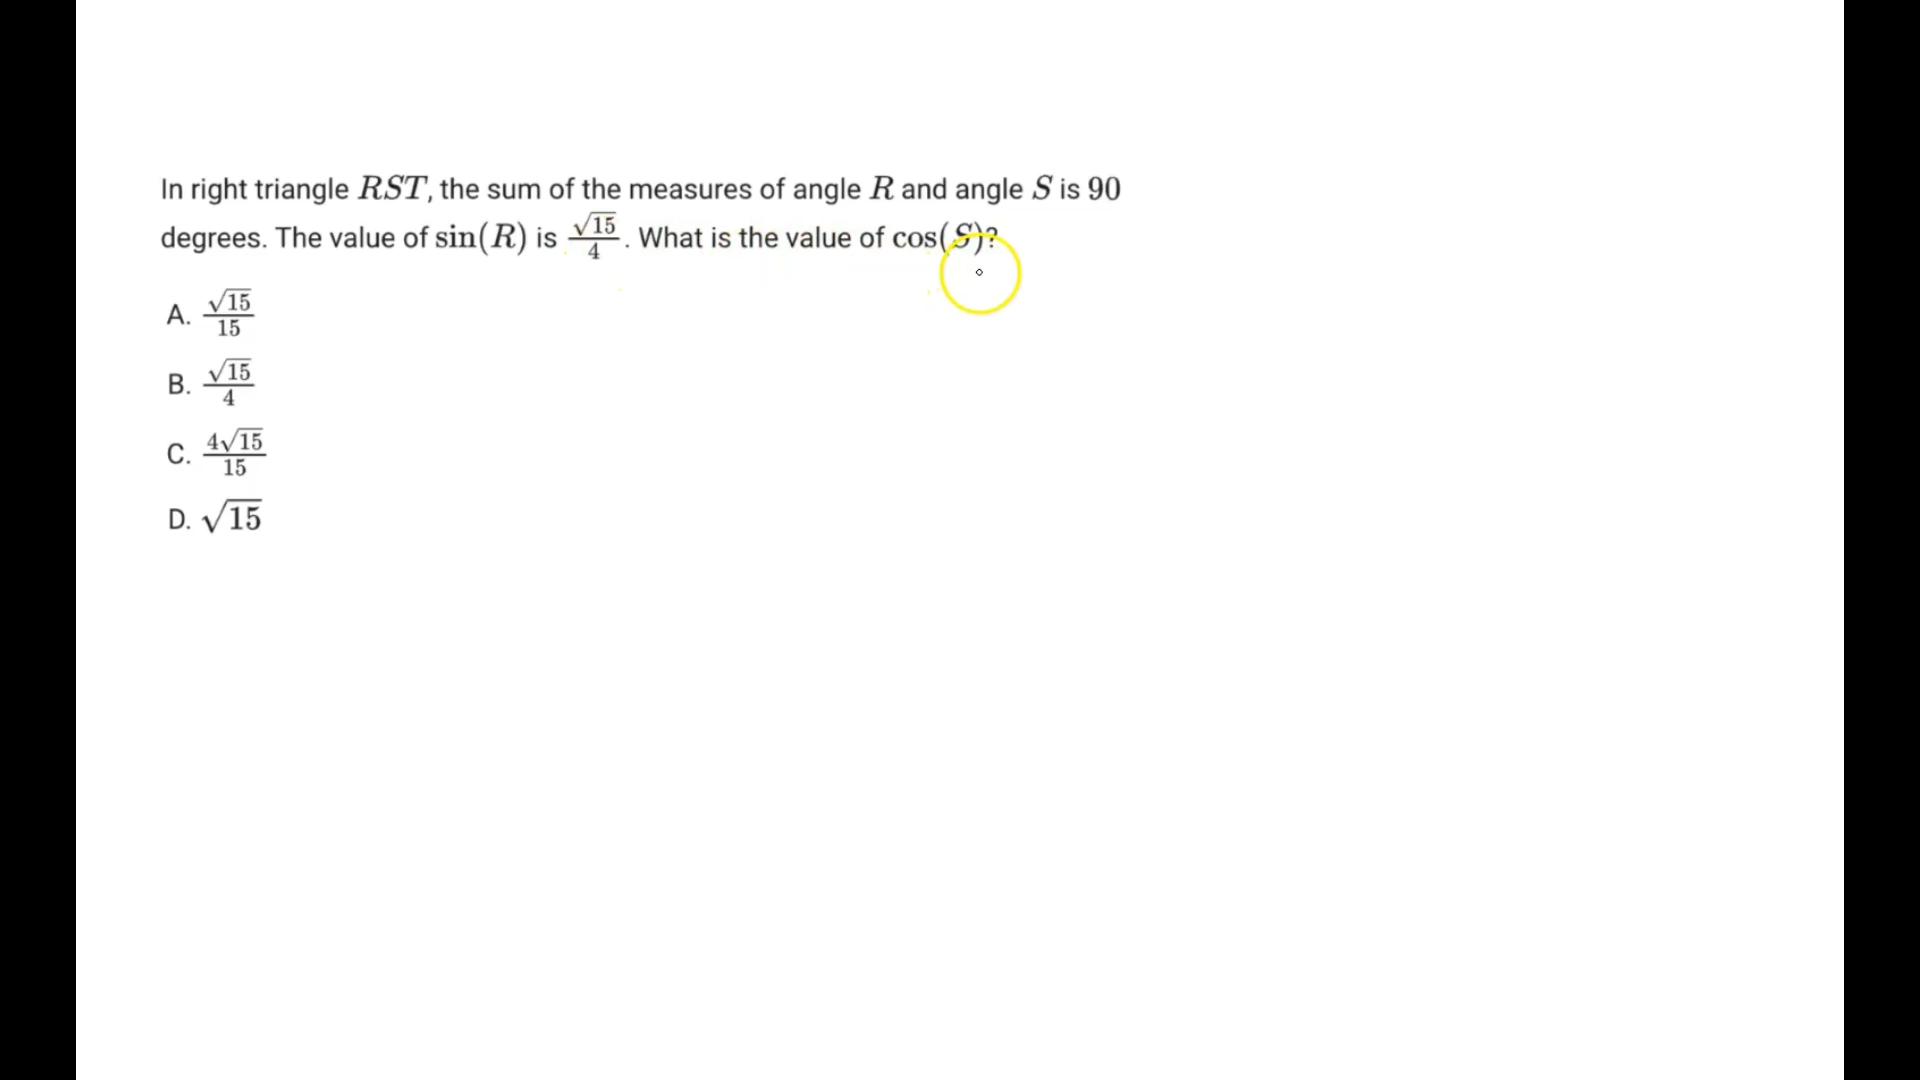 In right triangle RST, the sum of the measures of angle R and angle S is 90
degrees. The value of sin(R) is √15/4. What is the value of cos(S)?
A. √15/15
B. √15/4
C. 4√15/15
D. √15